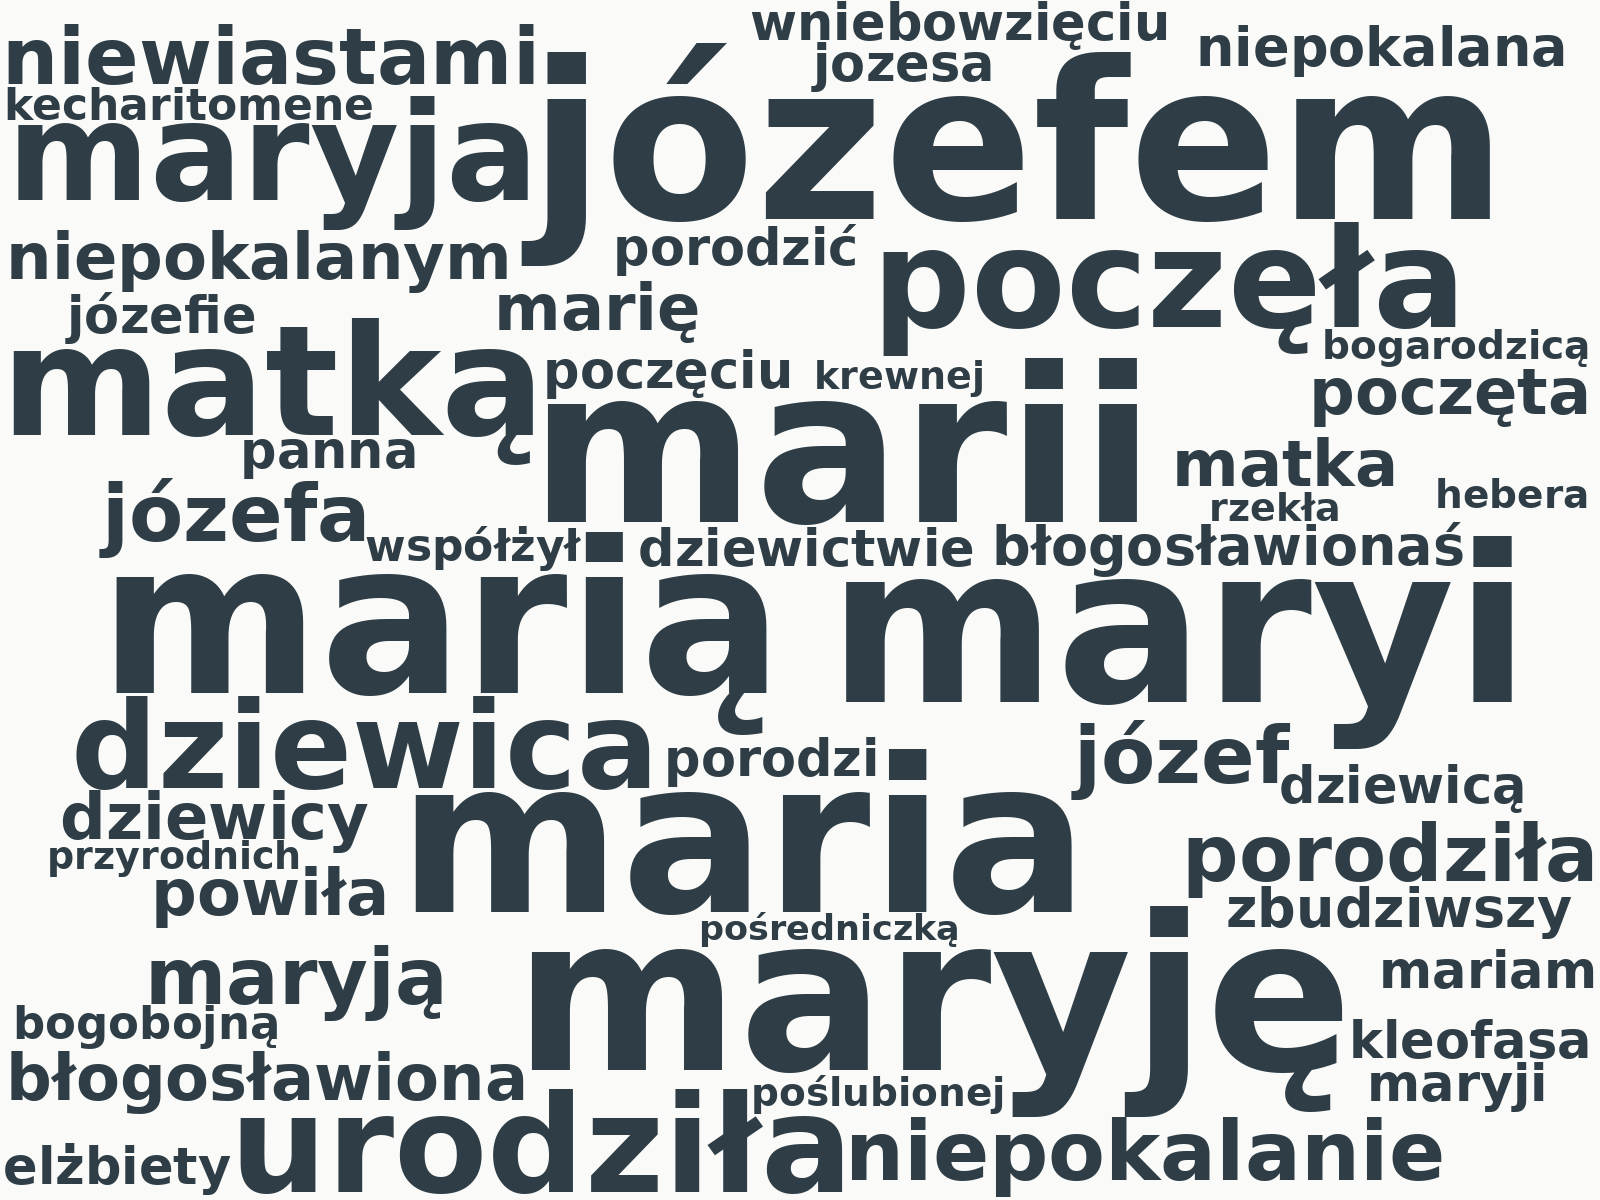 wniebowzięciu
niewiastami
niepokalana
jozesa
kecharitomene
józefem
maryja
porodzić
niepokalanym
poczęła
marię
józefie
bogarodzicą
matką
poczęciu
krewnej
poczęta
marii
panna
matka
hebera
rzekła
józefa
współżył
dziewictwie
błogosławionaś
marią
maryi
dziewica
porodzi
józef
dziewicą
dziewicy
maria
przyrodnich
porodziła
powiła
zbudziwszy
pośredniczką
maryją
maryję
mariam
bogobojną
kleofasa
błogosławiona
maryji
poślubionej
urodziła
niepokalanie
elżbiety